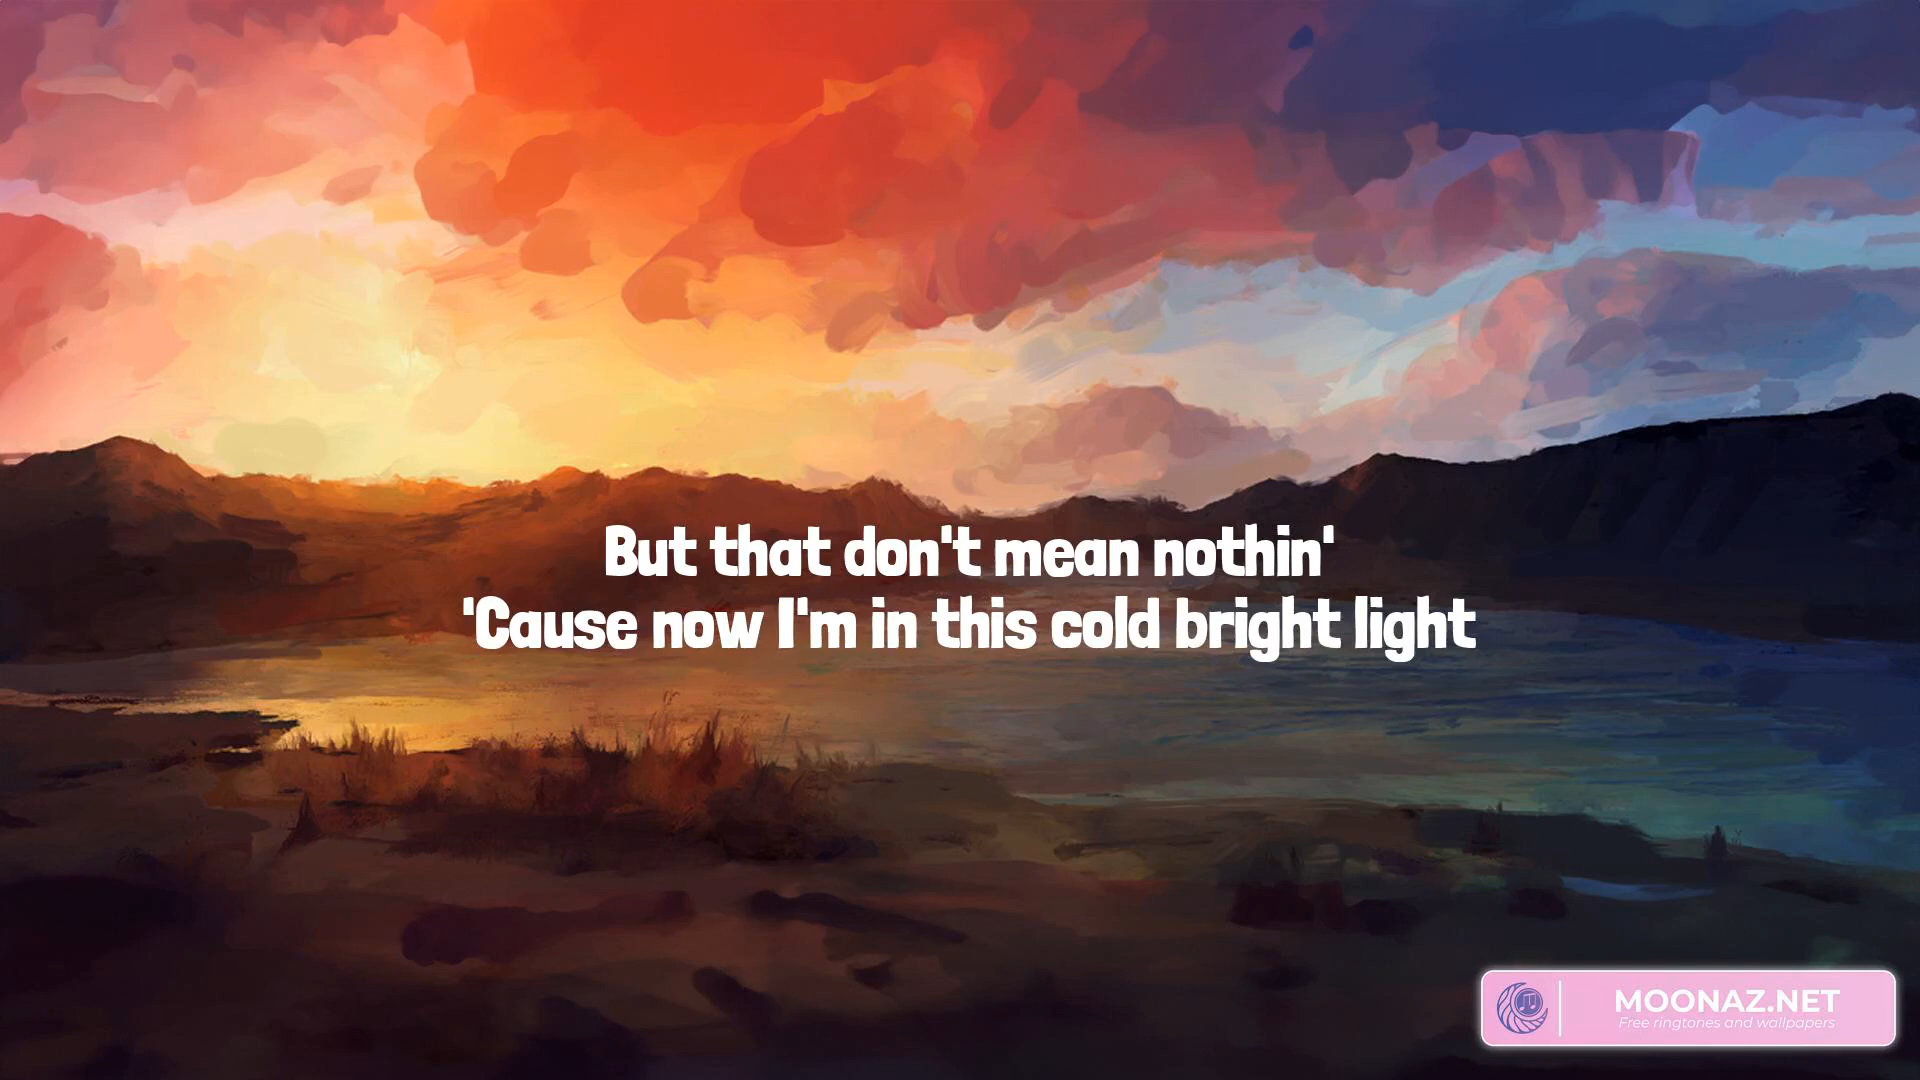 But that don't mean nothin'
'Cause now I'm in this cold bright light
MOONAZ.NET
Free ringtones and wallpapers